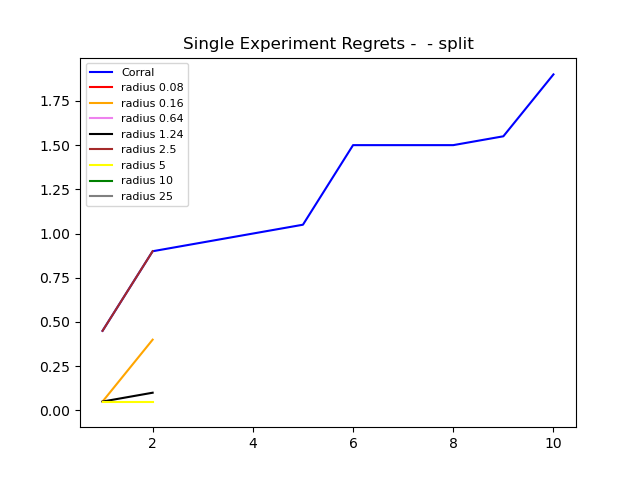 Single Experiment Regrets -  - split
Corral
radius 0.08
radius 0.16
radius 0.64
radius 1.24
radius 2.5
radius 5
radius 10
radius 25
1.75
1.50
1.25
1.00
0.75
0.50
0.25
0.00
2 4 6 8 10